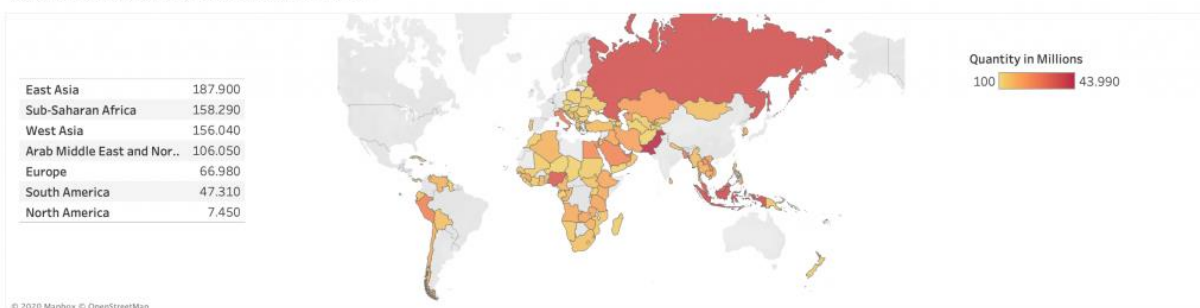 East Asia 187.900
Sub-Saharan Africa 158.290
West Asia 156.040
Arab Middle East and Nor.. 106.050
Europe 66.980
South America 47.310
North America 7.450
Quantity in Millions
100 43.990
© 2020 Mapbox © OpenStreetMap